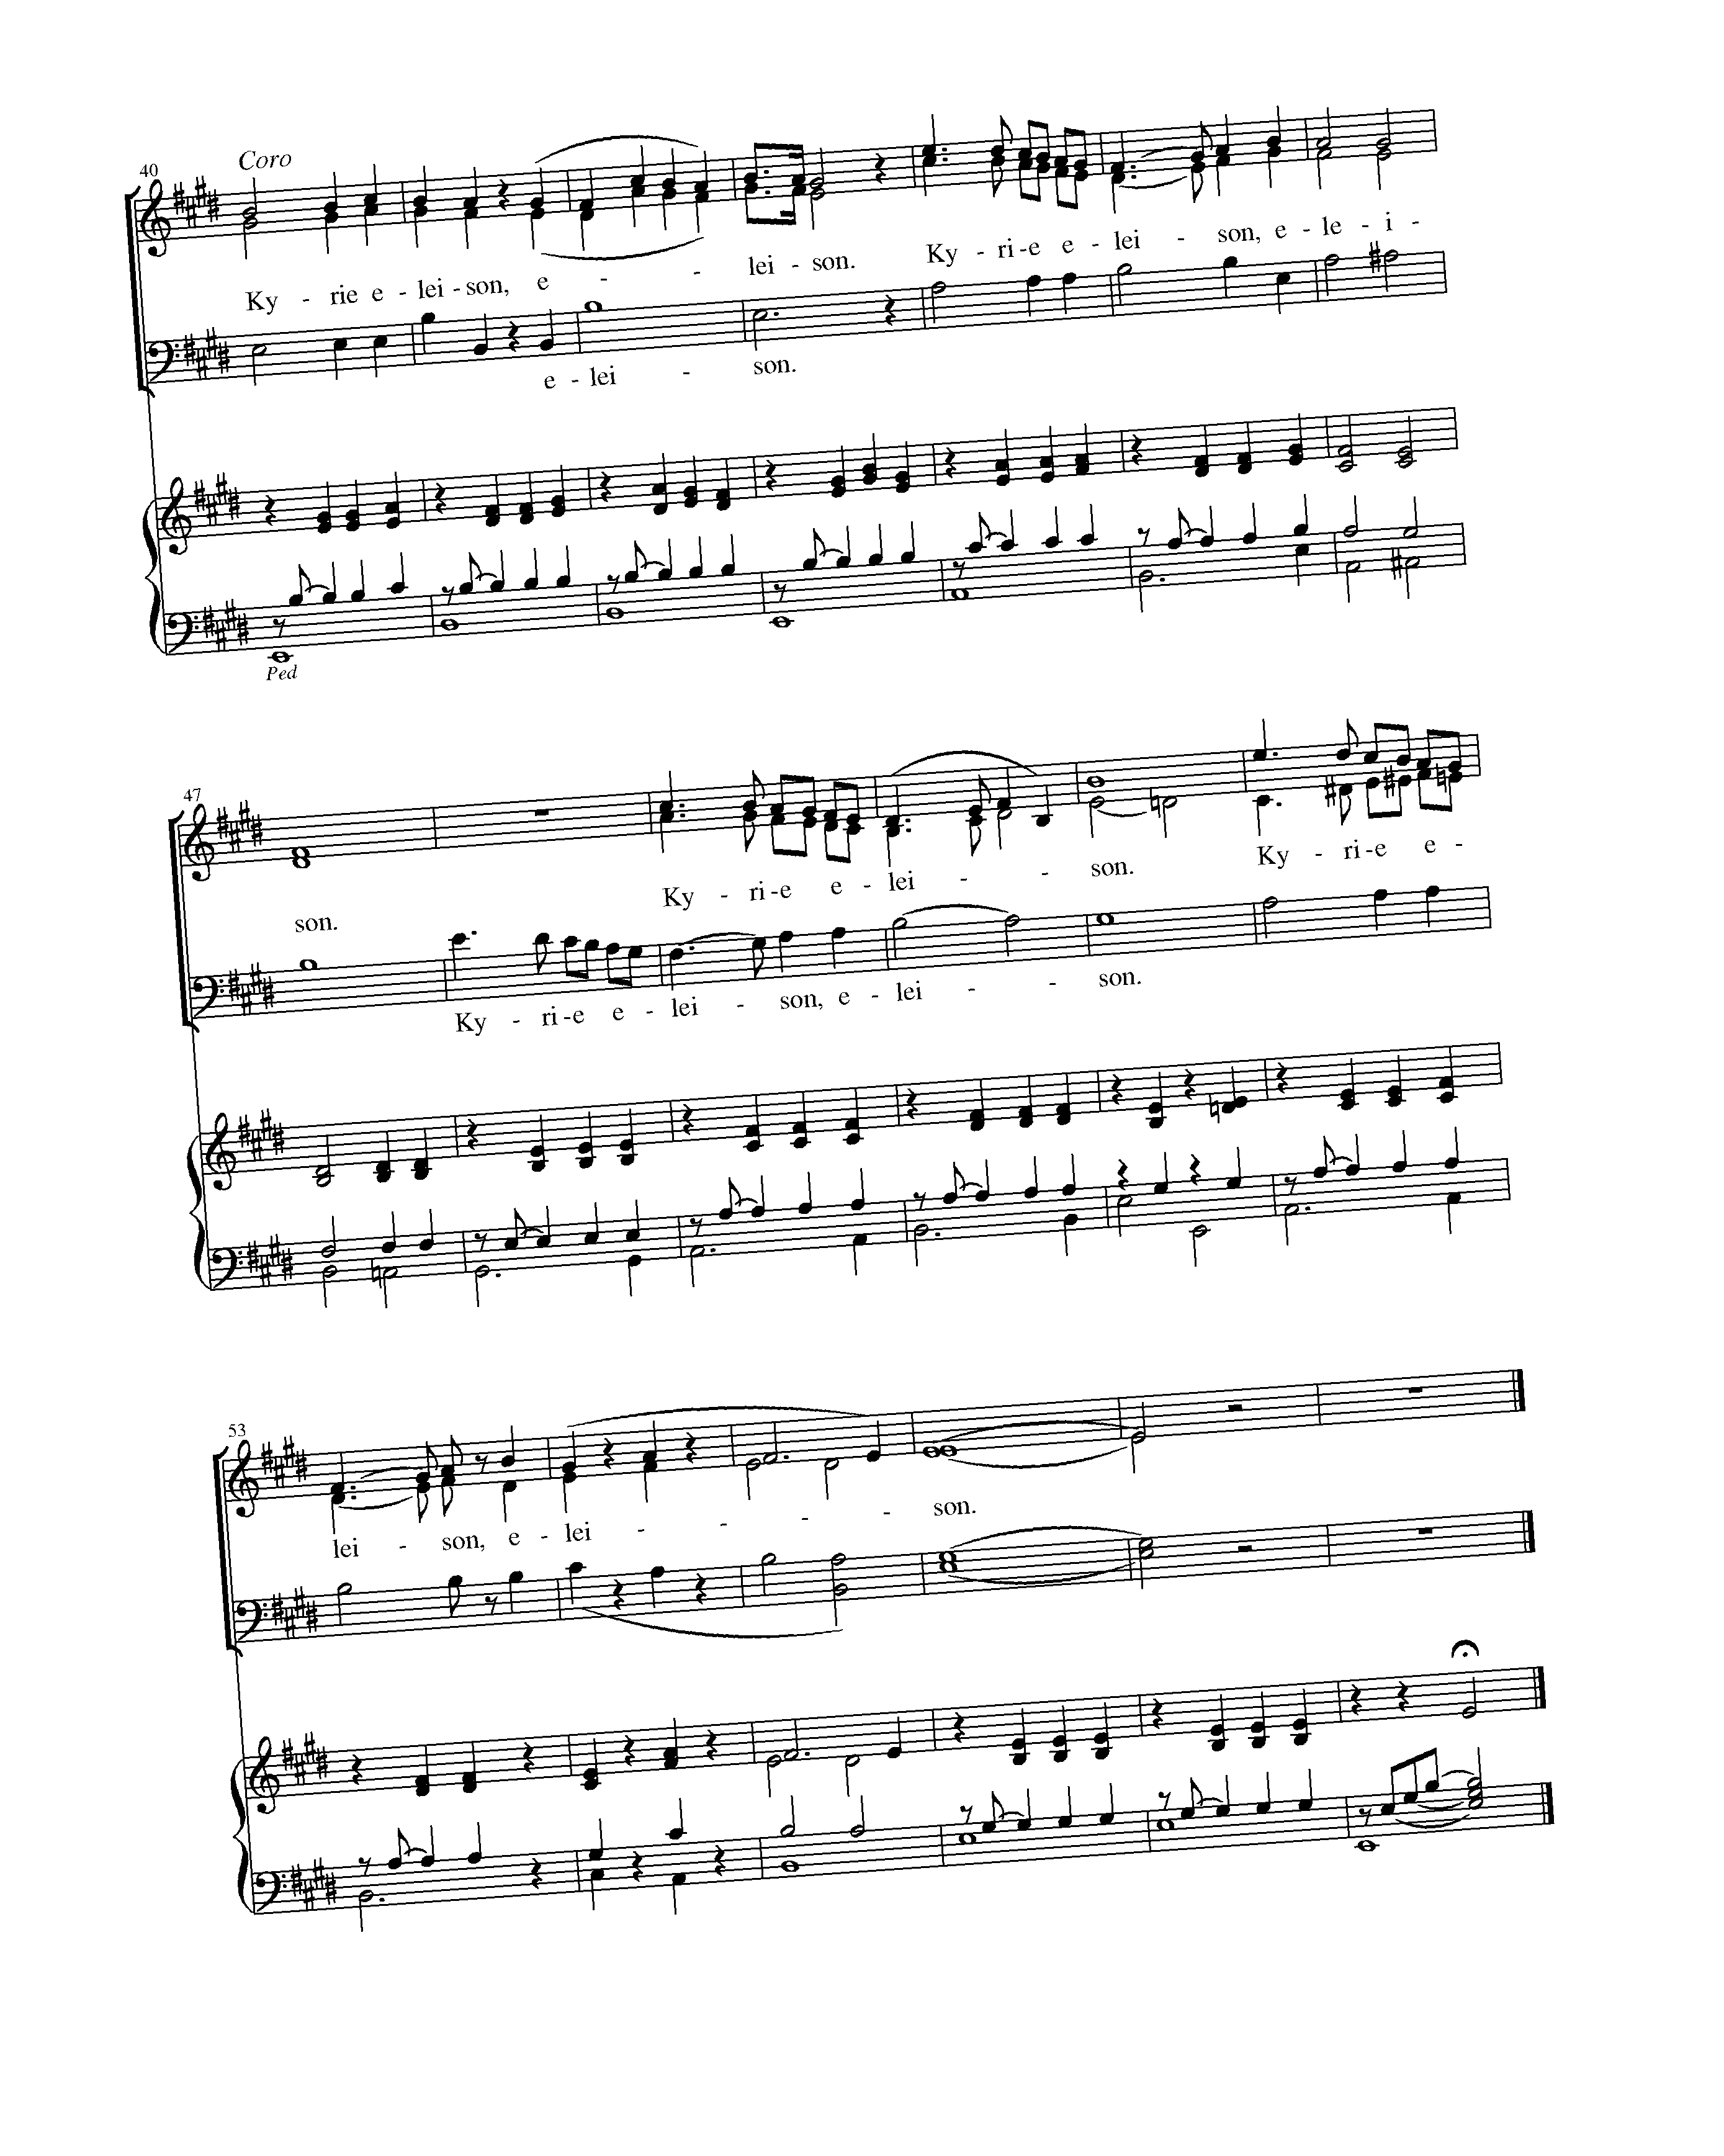 40
Coro
Ky - rie e - lei - son, e - - lei - son. Ky - ri - e e - lei - son, e - le - i -
e - lei - son.
Ped
47
son. Ky - ri - e e - lei - - son. Ky - ri - e e -
Ky - ri - e e - lei - son, e - lei - - son.
53
lei - son, e - lei - - - - son.